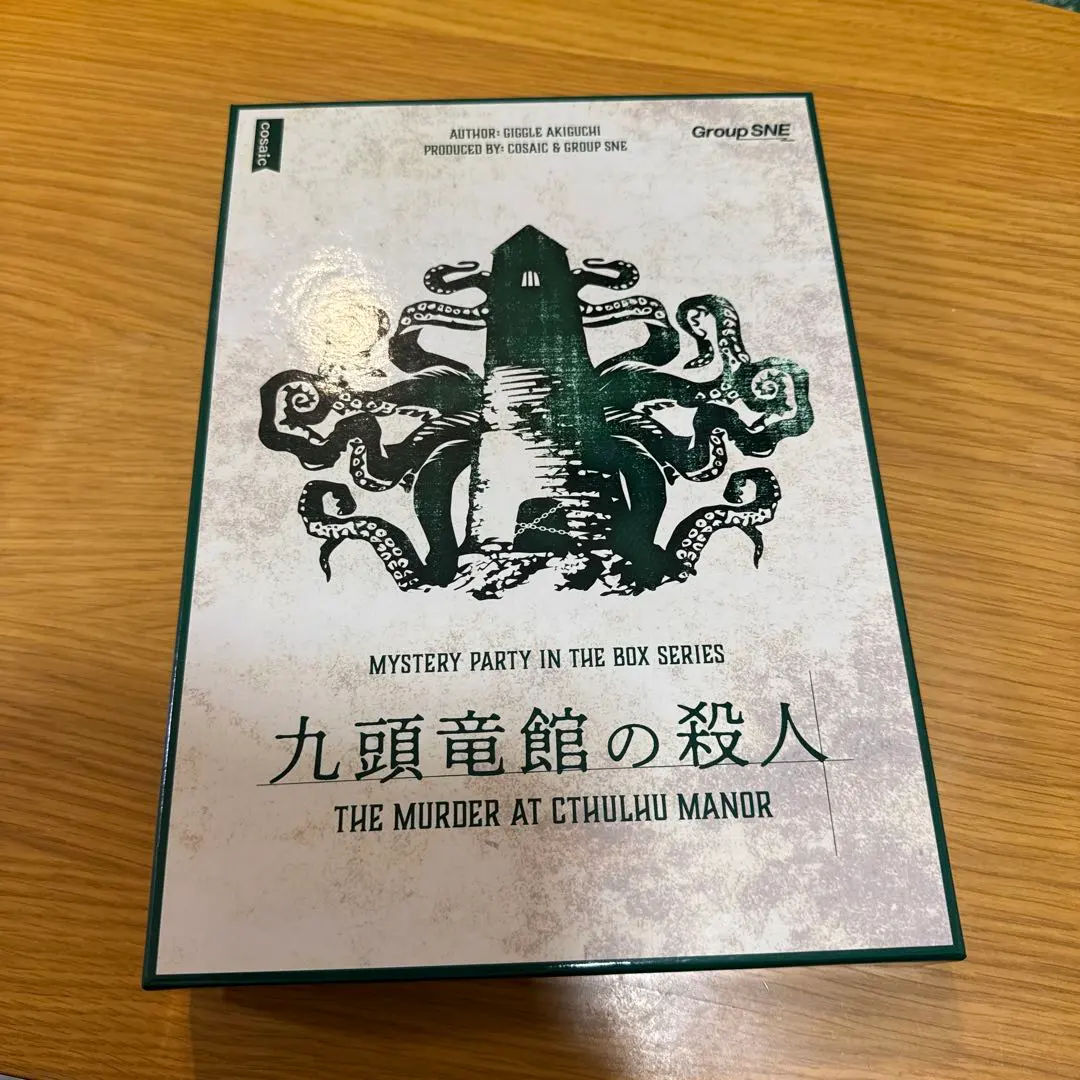 cosaic
AUTHOR: GIGGLE AKIGUCHI
PRODUCED BY: COSAIC & GROUP SNE
Group SNE
MYSTERY PARTY IN THE BOX SERIES
九頭竜館の殺人
THE MURDER AT CTHULHU MANOR